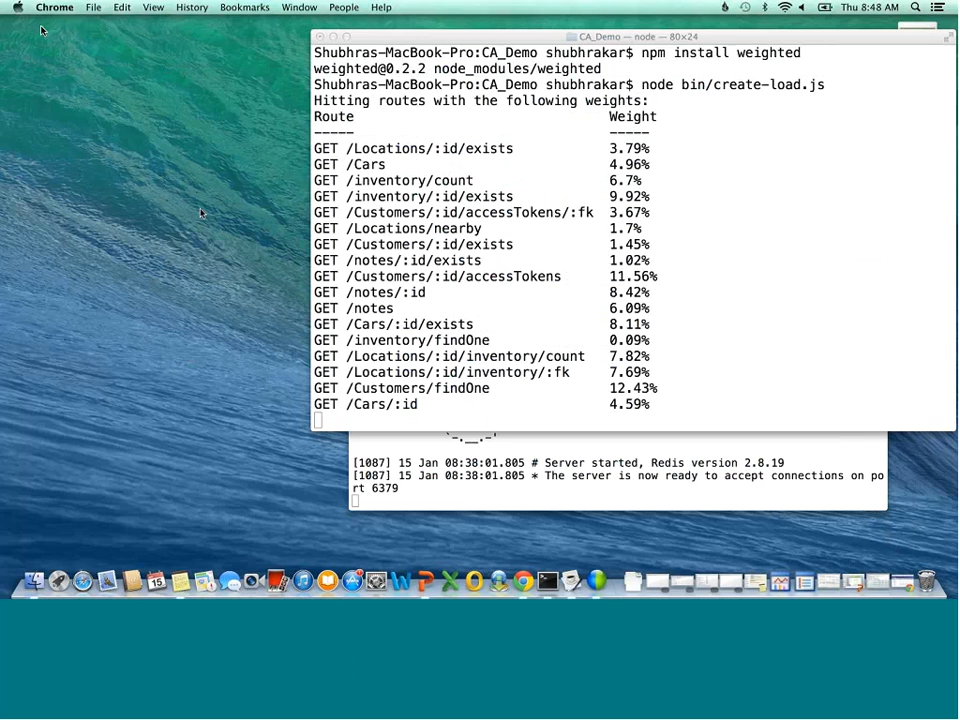 Chrome File Edit View History Bookmarks Window People Help Thu 8:48 AM
CA_Demo — node — 80×24
Shubhras-MacBook-Pro:CA_Demo shubhrakar$ npm install weighted
weighted@0.2.2 node_modules/weighted
Shubhras-MacBook-Pro:CA_Demo shubhrakar$ node bin/create-load.js
Hitting routes with the following weights:
Route Weight
----- -----
GET /Locations/:id/exists 3.79%
GET /Cars 4.96%
GET /inventory/count 6.7%
GET /inventory/:id/exists 9.92%
GET /Customers/:id/accessTokens/:fk 3.67%
GET /Locations/nearby 1.7%
GET /Customers/:id/exists 1.45%
GET /notes/:id/exists 1.02%
GET /Customers/:id/accessTokens 11.56%
GET /notes/:id 8.42%
GET /notes 6.09%
GET /Cars/:id/exists 8.11%
GET /inventory/findOne 0.09%
GET /Locations/:id/inventory/count 7.82%
GET /Locations/:id/inventory/:fk 7.69%
GET /Customers/findOne 12.43%
GET /Cars/:id 4.59%
`-.__.-'
[1087] 15 Jan 08:38:01.805 # Server started, Redis version 2.8.19
[1087] 15 Jan 08:38:01.805 * The server is now ready to accept connections on po
rt 6379
15